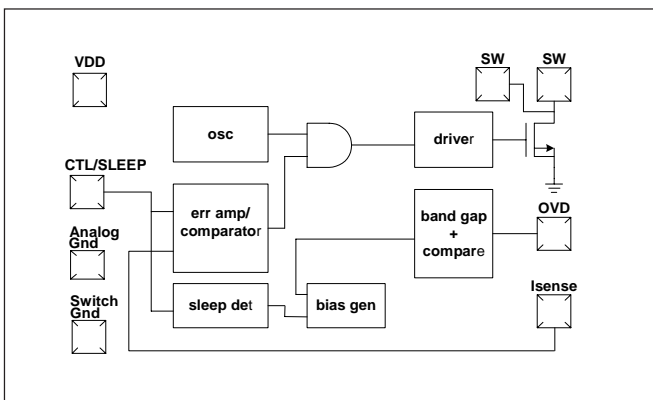 VDD
SW
SW
osc
driver
CTL/SLEEP
err amp/
comparator
band gap
+
compare
OVD
Analog
Gnd
sleep det
bias gen
Isense
Switch
Gnd